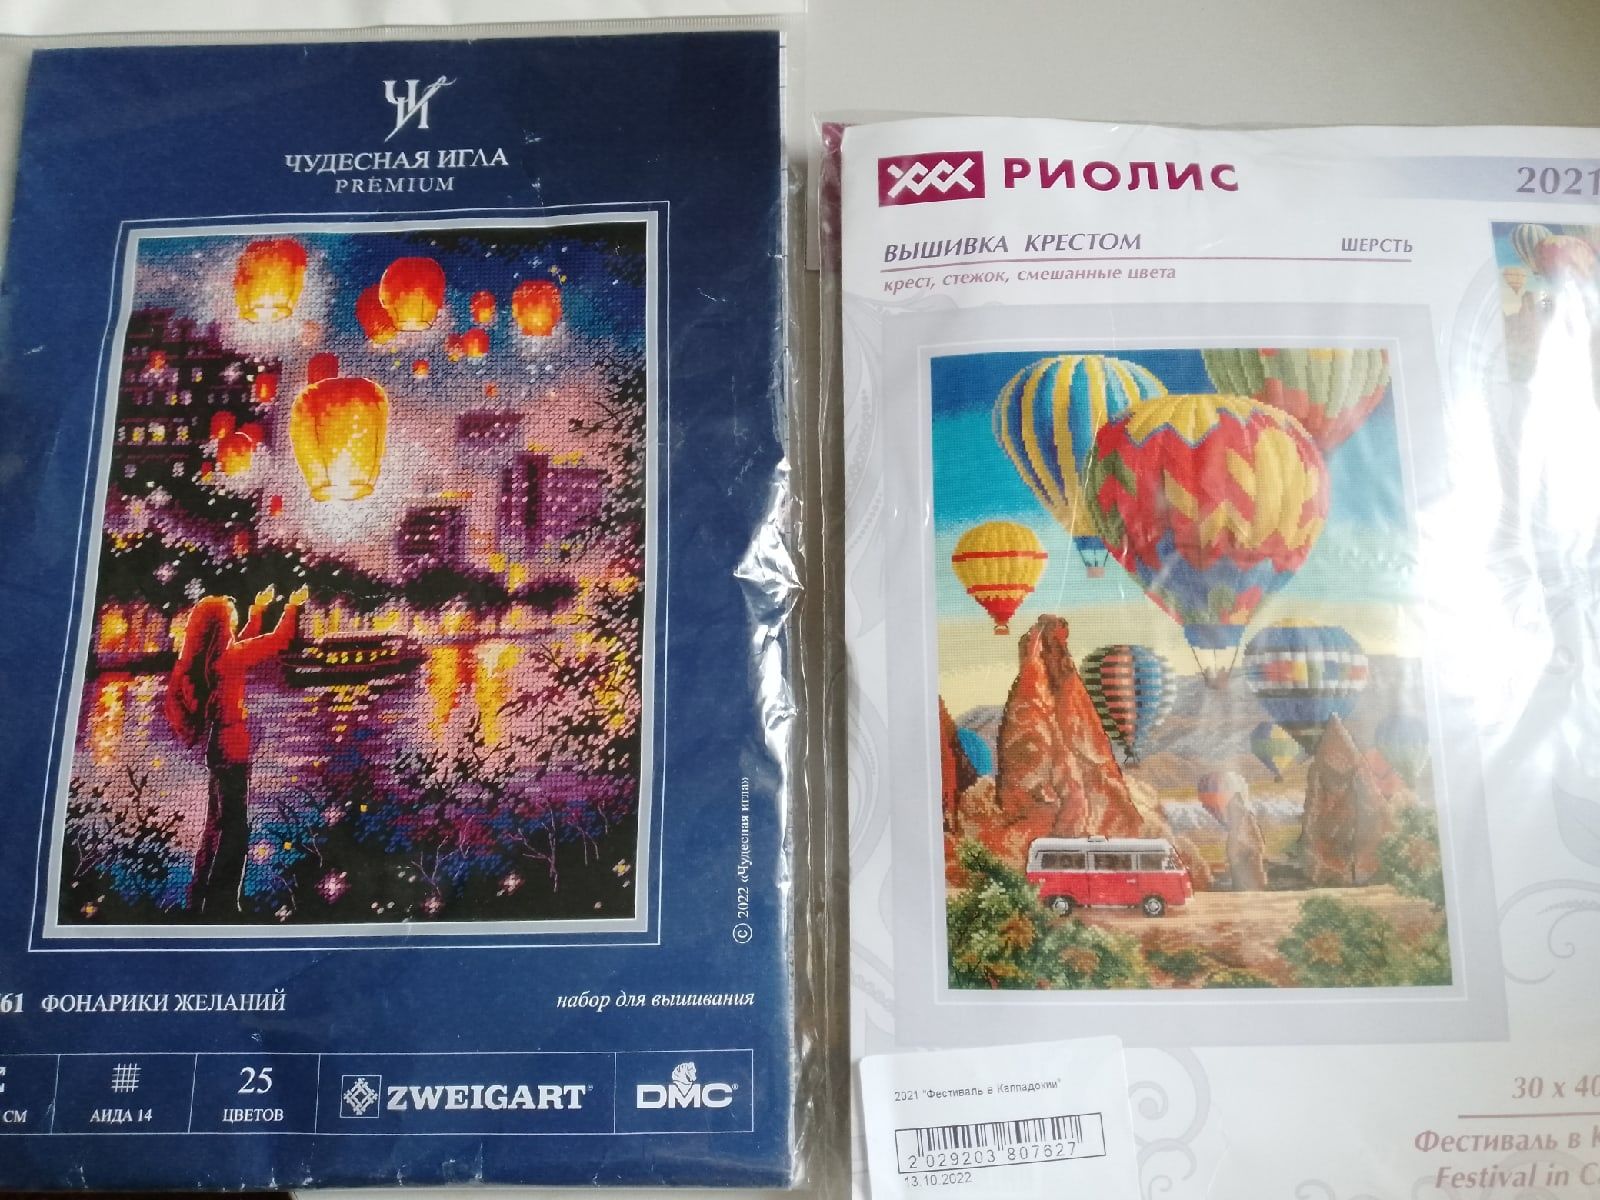 ЧИ
ЧУДЕСНАЯ ИГЛА
PREMIUM
© 2022 «Чудесная игла»
61 ФОНАРИКИ ЖЕЛАНИЙ
набор для вышивания
СМ
АИДА 14
25
ЦВЕТОВ
ZWEIGART®
DMC®
РИОЛИС
2021
ВЫШИВКА КРЕСТОМ
ШЕРСТЬ
крест, стежок, смешанные цвета
2021 "Фестиваль в Каппадокии"
2 029203 807627
13.10.2022
30 x 40
Фестиваль в К
Festival in C